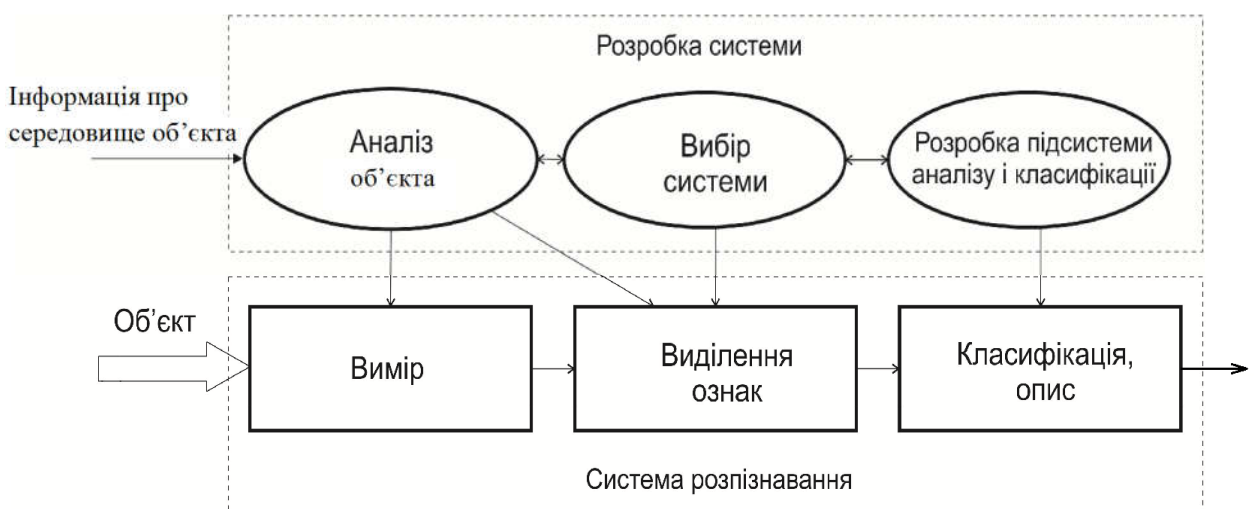 Розробка системи
Інформація про
середовище об’єкта
Аналіз
об’єкта
Вибір
системи
Розробка підсистеми
аналізу і класифікації
Об’єкт
Вимір
Виділення
ознак
Класифікація,
опис
Система розпізнавання